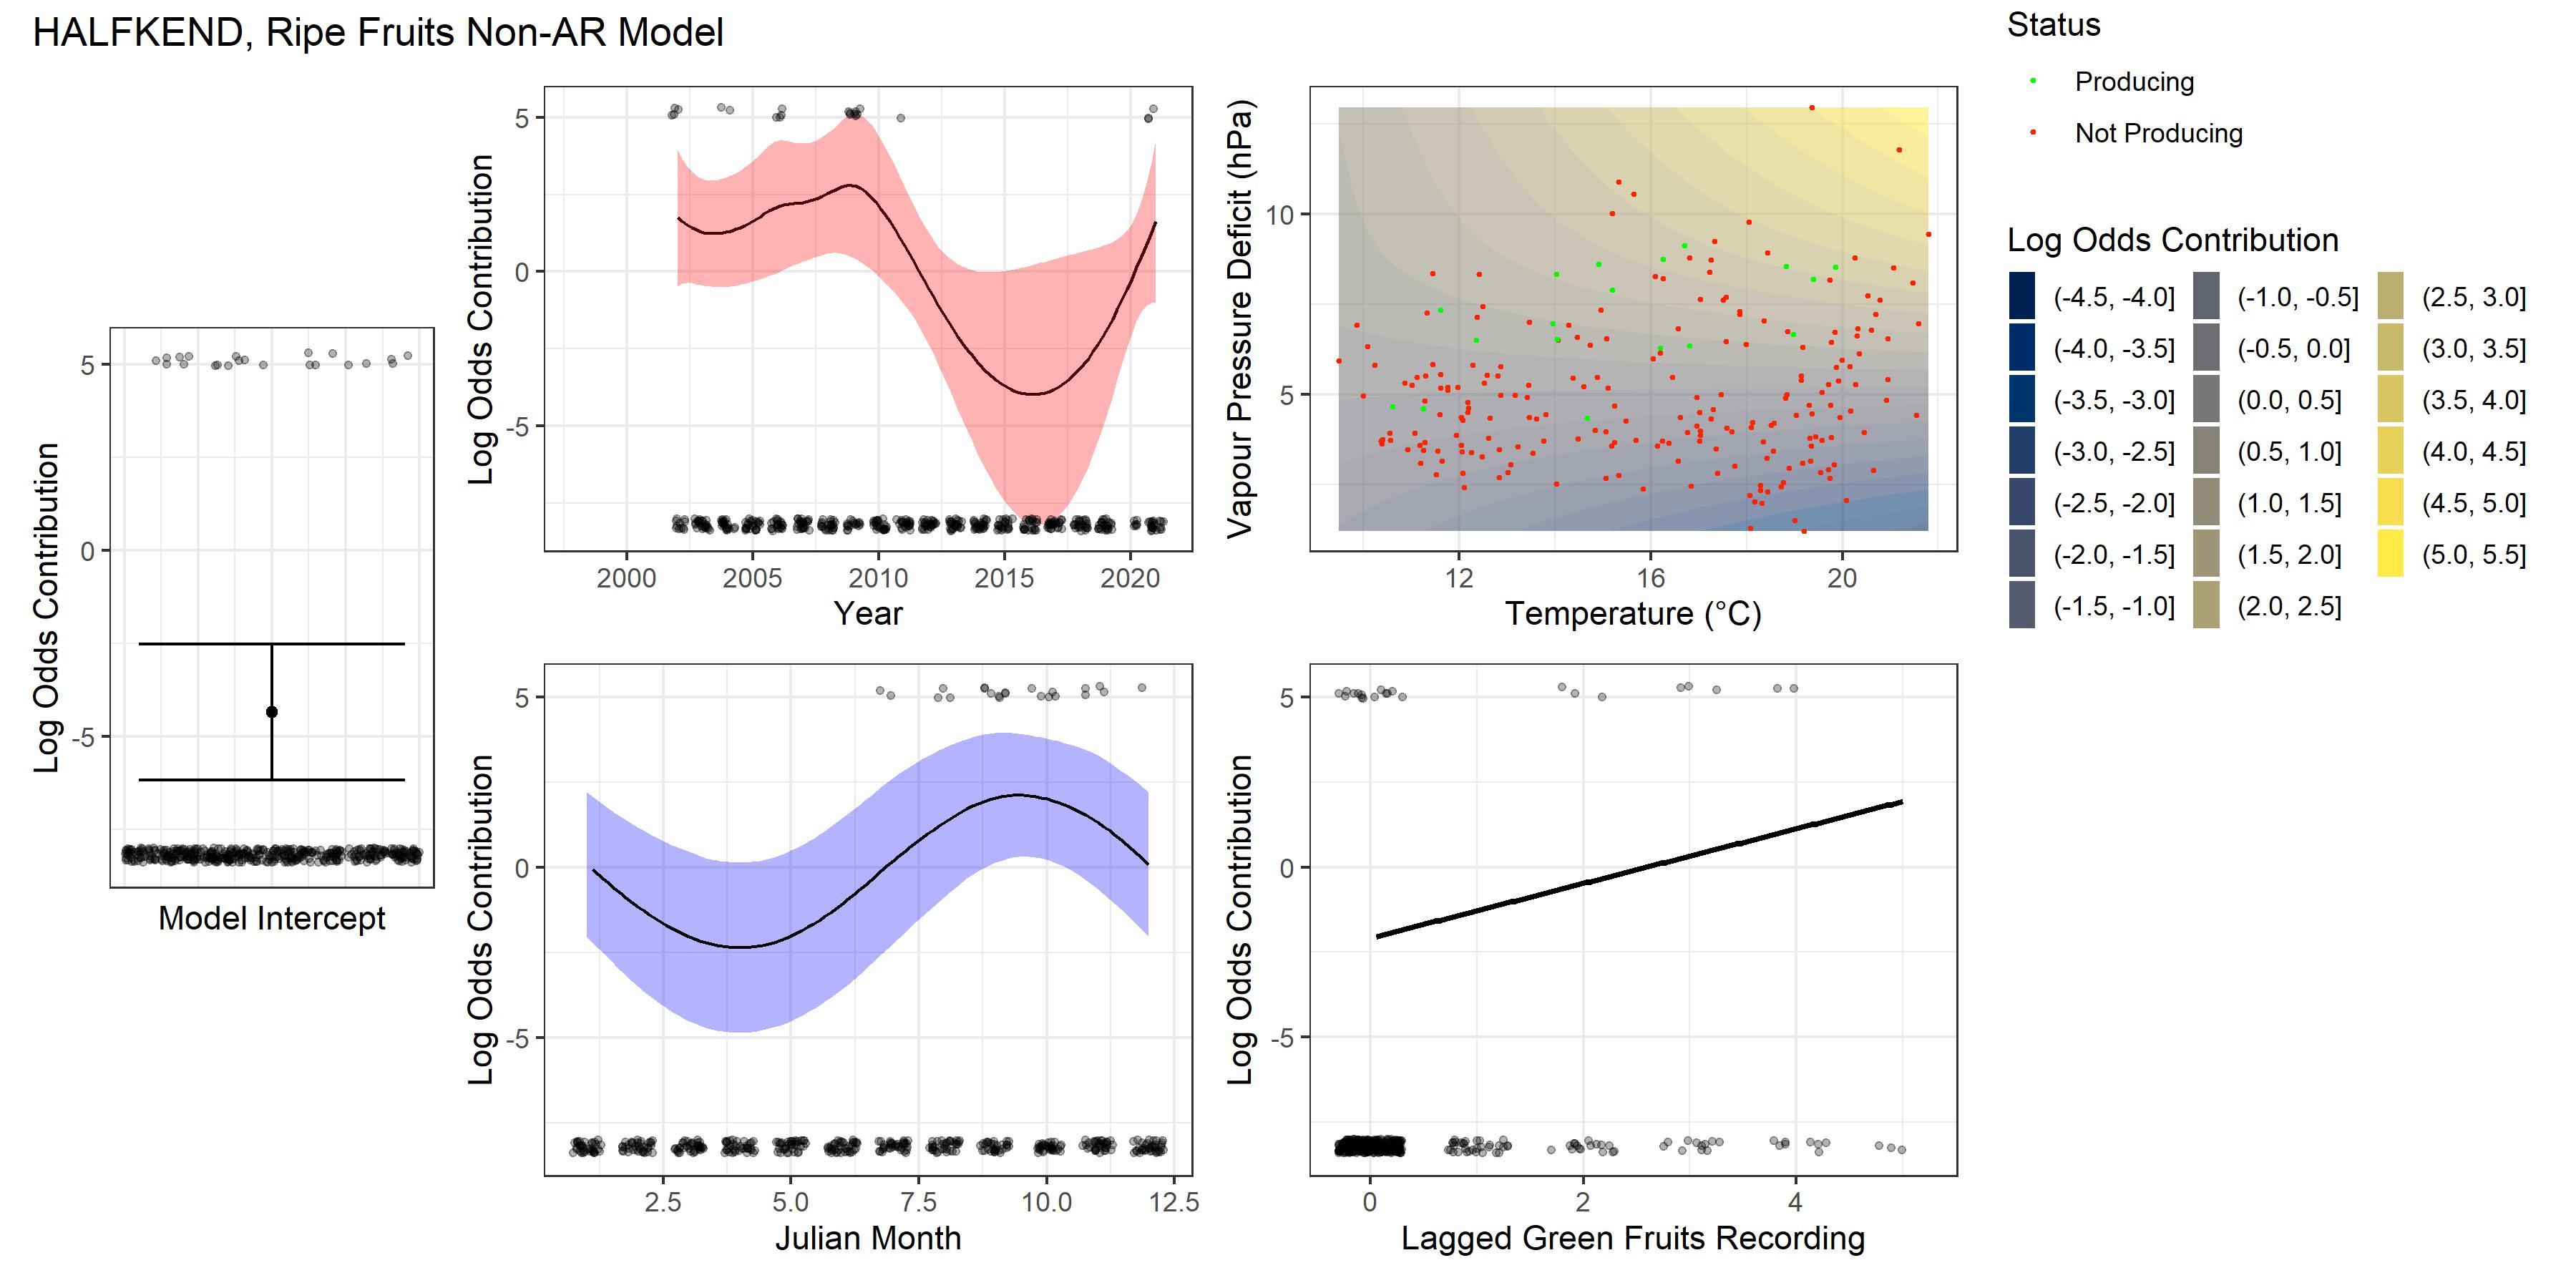 HALFKEND, Ripe Fruits Non-AR Model
Log Odds Contribution
5
0
-5
Model Intercept
Log Odds Contribution
5
0
-5
2000 2005 2010 2015 2020
Year
Vapour Pressure Deficit (hPa)
10
5
12 16 20
Temperature (°C)
Log Odds Contribution
5
0
-5
2.5 5.0 7.5 10.0 12.5
Julian Month
Log Odds Contribution
5
0
-5
0 2 4
Lagged Green Fruits Recording
Status
Producing
Not Producing
Log Odds Contribution
(-4.5, -4.0] (-1.0, -0.5] (2.5, 3.0]
(-4.0, -3.5] (-0.5, 0.0] (3.0, 3.5]
(-3.5, -3.0] (0.0, 0.5] (3.5, 4.0]
(-3.0, -2.5] (0.5, 1.0] (4.0, 4.5]
(-2.5, -2.0] (1.0, 1.5] (4.5, 5.0]
(-2.0, -1.5] (1.5, 2.0] (5.0, 5.5]
(-1.5, -1.0] (2.0, 2.5]